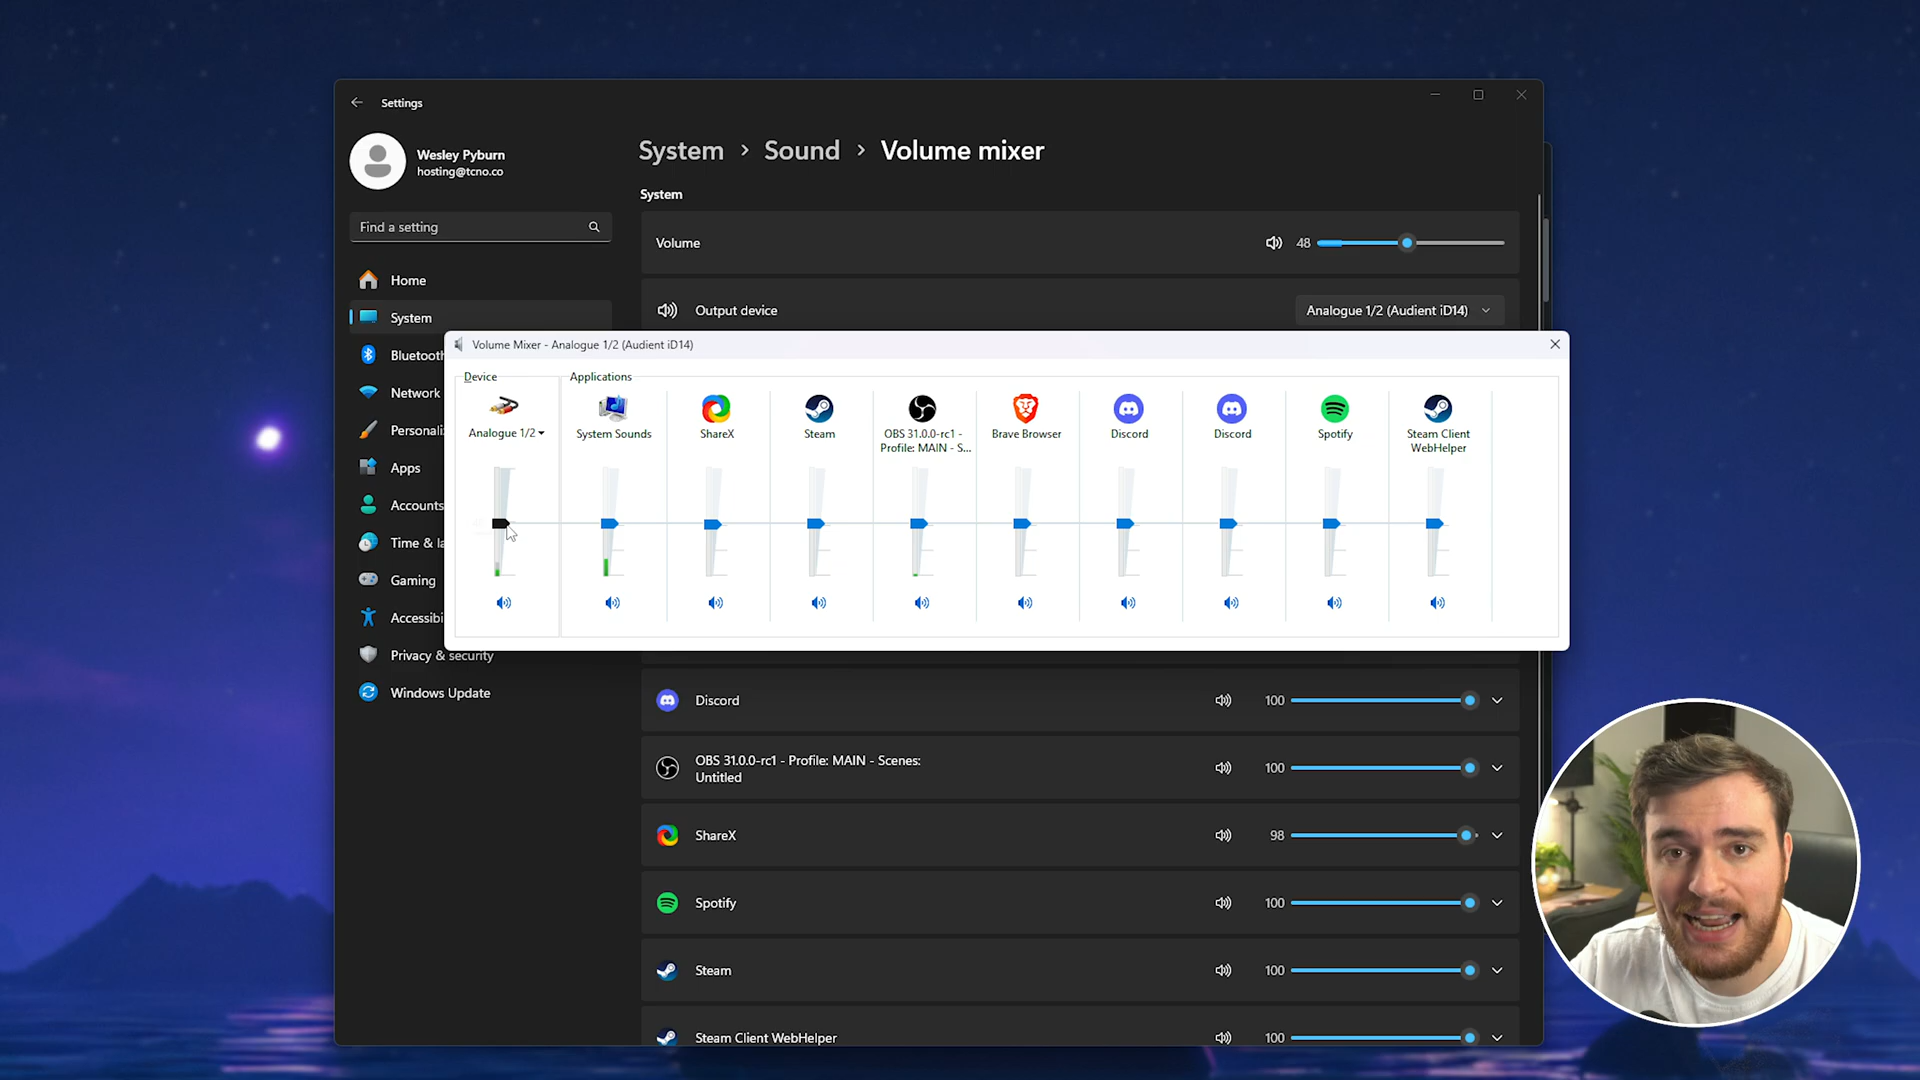 Settings
Wesley Pyburn
hosting@tcno.co
Find a setting
Home
System
Bluetooth
Network
Personali
Apps
Accounts
Time & la
Gaming
Accessibi
Privacy & security
Windows Update
System > Sound > Volume mixer
System
Volume
48
Output device
Analogue 1/2 (Audient iD14)
Volume Mixer - Analogue 1/2 (Audient iD14)
Device
Applications
Analogue 1/2
System Sounds
ShareX
Steam
OBS 31.0.0-rc1 -
Profile: MAIN - S...
Brave Browser
Discord
Discord
Spotify
Steam Client
WebHelper
Discord
100
OBS 31.0.0-rc1 - Profile: MAIN - Scenes:
Untitled
100
ShareX
98
Spotify
100
Steam
100
Steam Client WebHelper
100